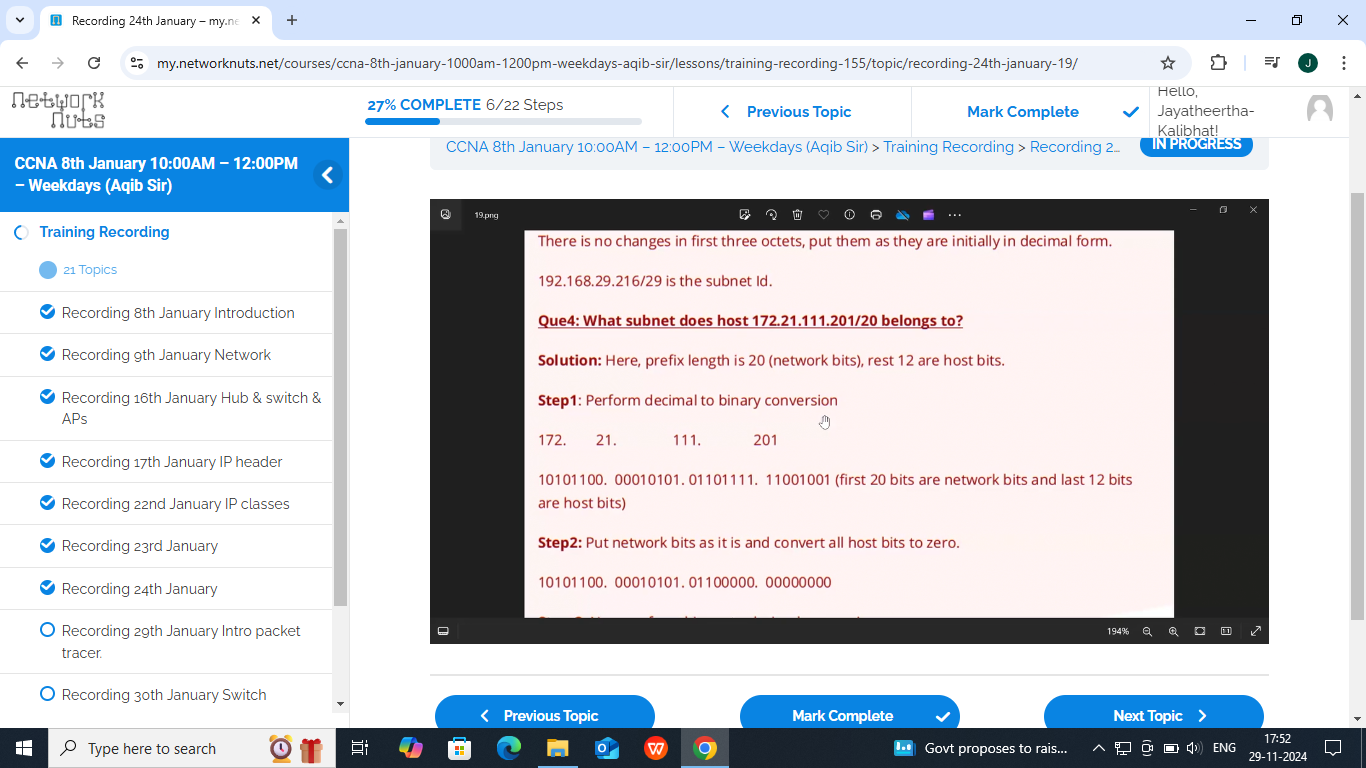 Recording 24th January – my.ne
my.networknuts.net/courses/ccna-8th-january-1000am-1200pm-weekdays-aqib-sir/lessons/training-recording-155/topic/recording-24th-january-19/
J
network
nuts
27% COMPLETE 6/22 Steps
Previous Topic
Mark Complete
Hello,
Jayatheertha-
Kalibhat!
CCNA 8th January 10:00AM – 12:00PM
– Weekdays (Aqib Sir)
CCNA 8th January 10:00AM – 12:00PM – Weekdays (Aqib Sir) > Training Recording > Recording 2...
IN PROGRESS
Training Recording
21 Topics
Recording 8th January Introduction
Recording 9th January Network
Recording 16th January Hub & switch &
APs
Recording 17th January IP header
Recording 22nd January IP classes
Recording 23rd January
Recording 24th January
Recording 29th January Intro packet
tracer.
Recording 30th January Switch
19.png
There is no changes in first three octets, put them as they are initially in decimal form.
192.168.29.216/29 is the subnet Id.
Que4: What subnet does host 172.21.111.201/20 belongs to?
Solution: Here, prefix length is 20 (network bits), rest 12 are host bits.
Step1: Perform decimal to binary conversion
172. 21. 111. 201
10101100. 00010101. 01101111. 11001001 (first 20 bits are network bits and last 12 bits
are host bits)
Step2: Put network bits as it is and convert all host bits to zero.
10101100. 00010101. 01100000. 00000000
194%
Previous Topic
Mark Complete
Next Topic
Type here to search
Govt proposes to rais...
ENG
17:52
29-11-2024